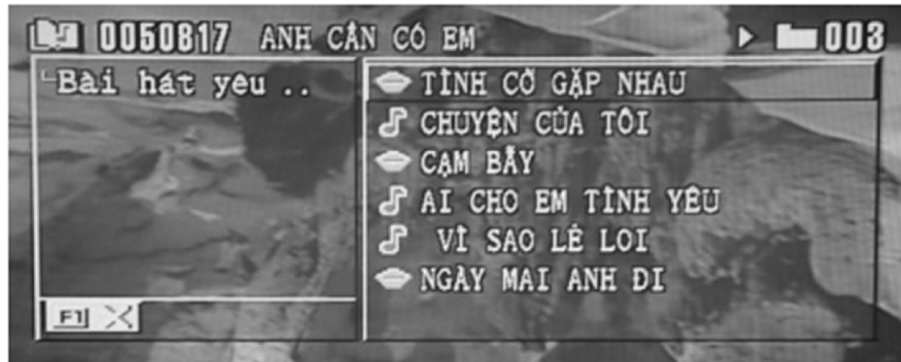 0050817 ANH CẦN CÓ EM 003
Bài hát yêu ..
TÌNH CỜ GẶP NHAU
CHUYỆN CỦA TÔI
CẠM BẪY
AI CHO EM TÌNH YÊU
VÌ SAO LẺ LOI
NGÀY MAI ANH ĐI
F1